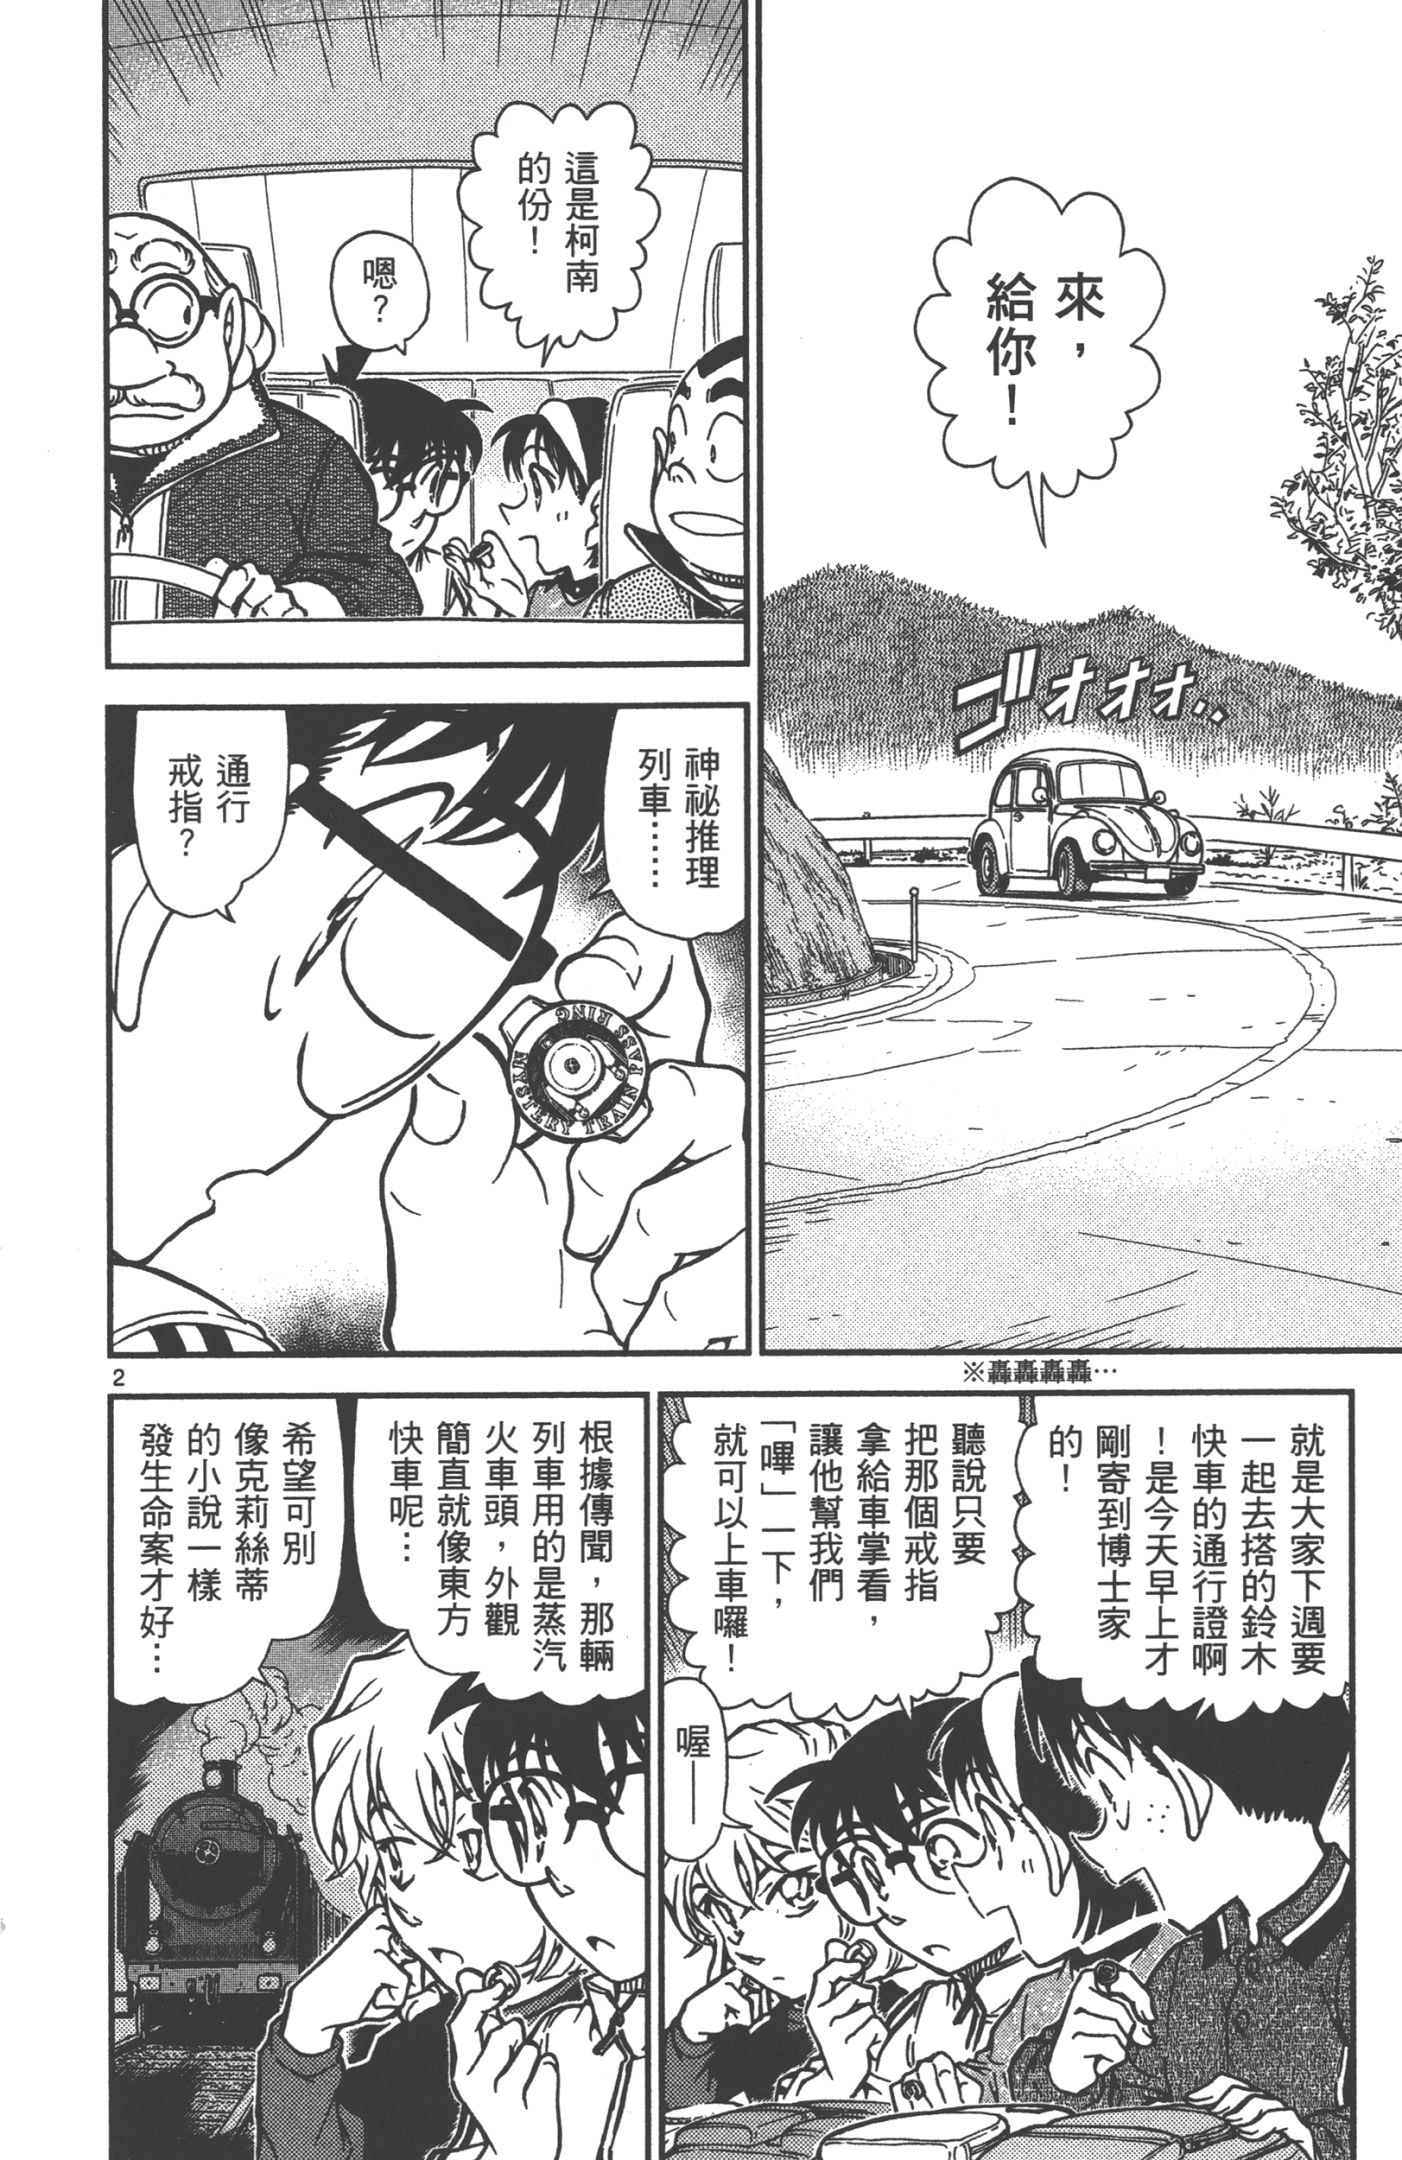 來，
給你！
ゴオオオ..
※轟轟轟轟…
這是柯南
的份！
嗯？
神祕推理
列車……
通行
戒指？
MYSTERY TRAIN PASS RING
2
就是大家下週要
一起去搭的鈴木
快車的通行證啊
！是今天早上才
剛寄到博士家
的！
聽說只要
把那個戒指
拿給車掌看，
讓他幫我們
「嗶」一下，
就可以上車囉！
喔—
根據傳聞，那輛
列車用的是蒸汽
火車頭，外觀
簡直就像東方
快車呢…
希望可別
像克莉絲蒂
的小說一樣
發生命案才好…